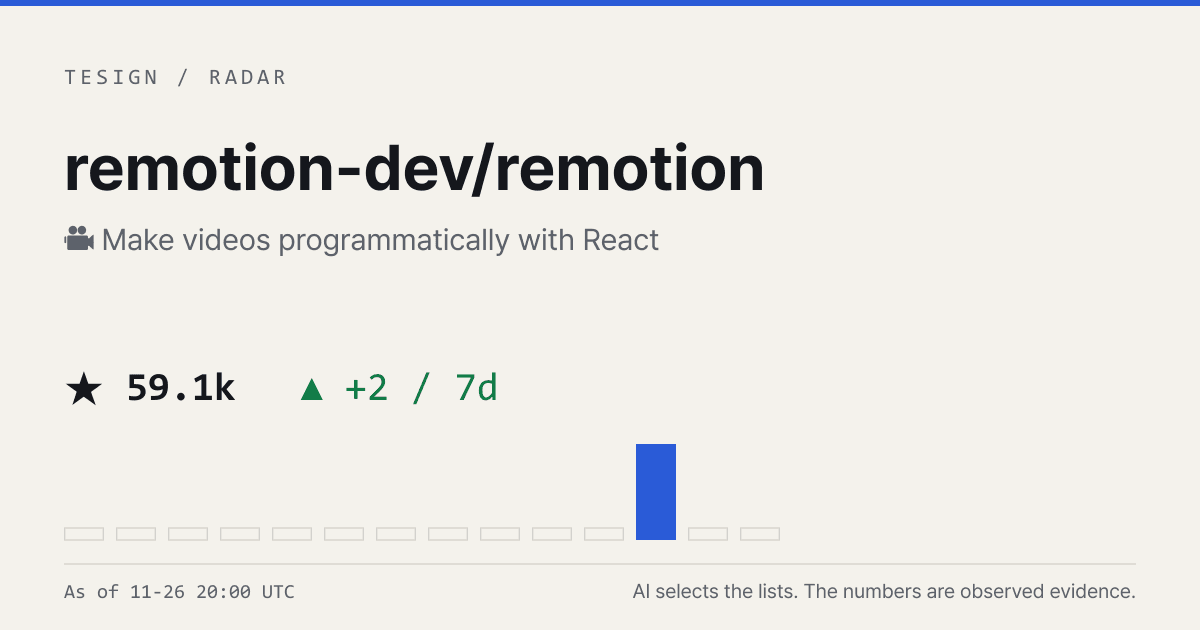 TESIGN / RADAR
remotion-dev/remotion
🎥 Make videos programmatically with React
★ 59.1k ▲ +2 / 7d
As of 11-26 20:00 UTC
AI selects the lists. The numbers are observed evidence.